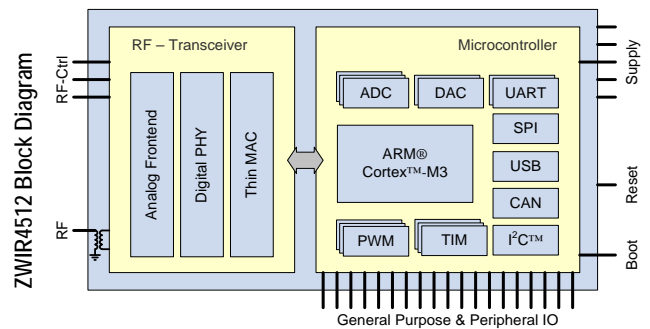 ZWIR4512 Block Diagram
RF-Ctrl
RF
RF – Transceiver
Analog Frontend
Digital PHY
Thin MAC
Microcontroller
ADC
DAC
UART
SPI
ARM®
Cortex™-M3
USB
CAN
PWM
TIM
I²C™
Supply
Reset
Boot
General Purpose & Peripheral IO